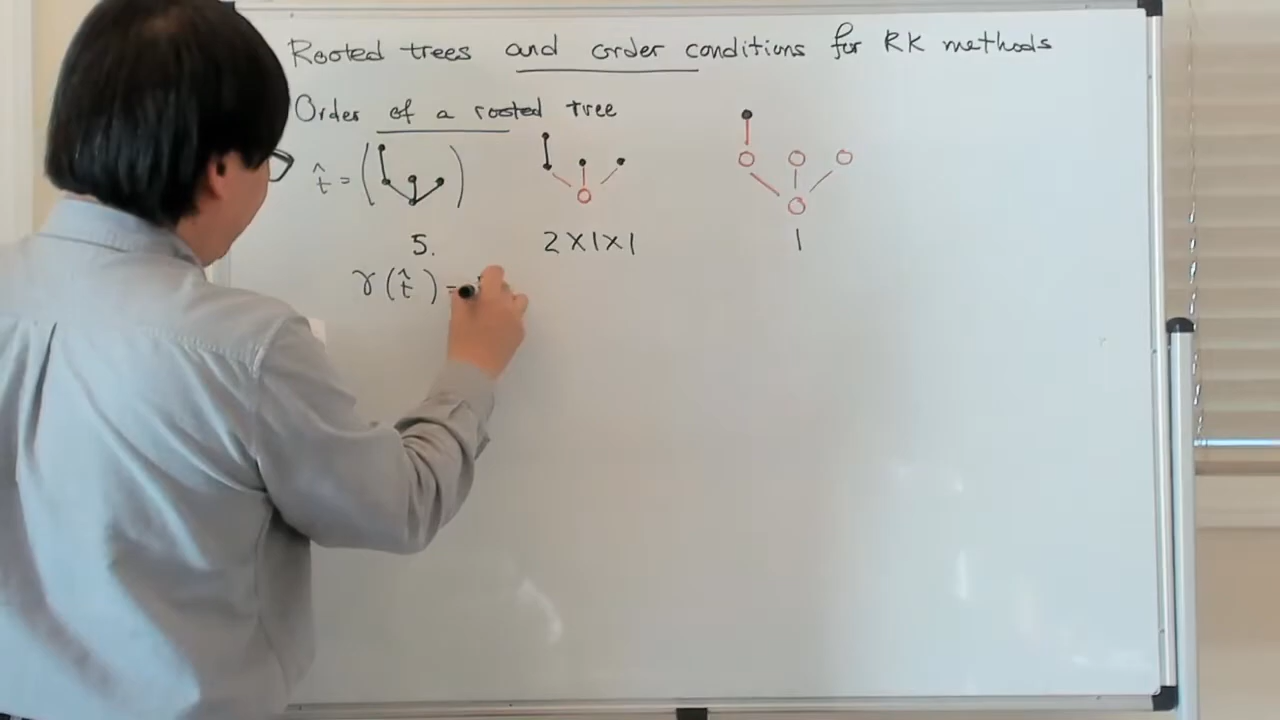 Rooted trees and order conditions for RK methods
Order of a rooted tree
t̂ = ( )
5. 2×1×1 1
γ(t̂) =